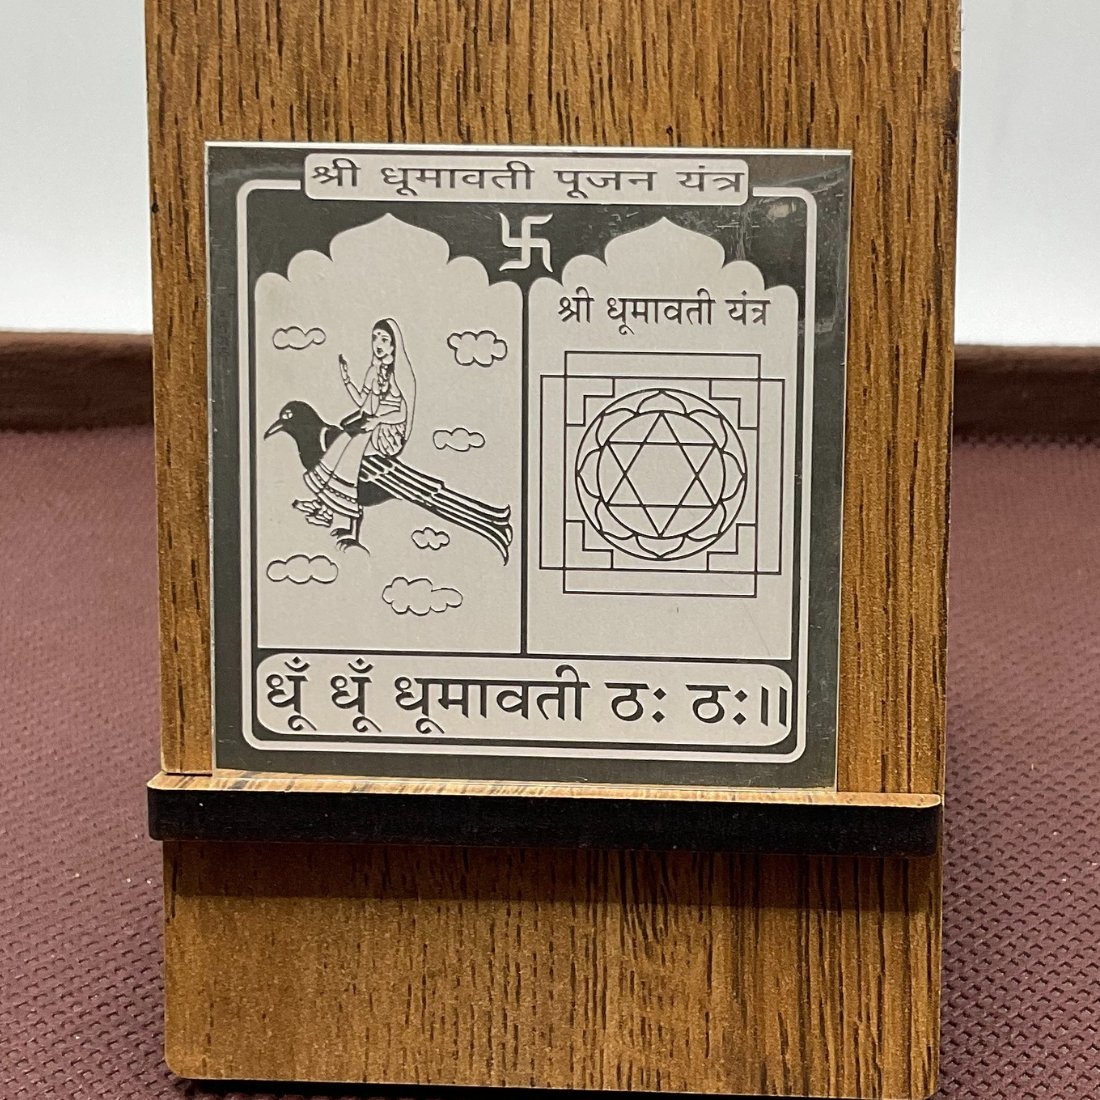 श्री धूमावती पूजन यंत्र
श्री धूमावती यंत्र
धूँ धूँ धूमावती ठः ठः॥